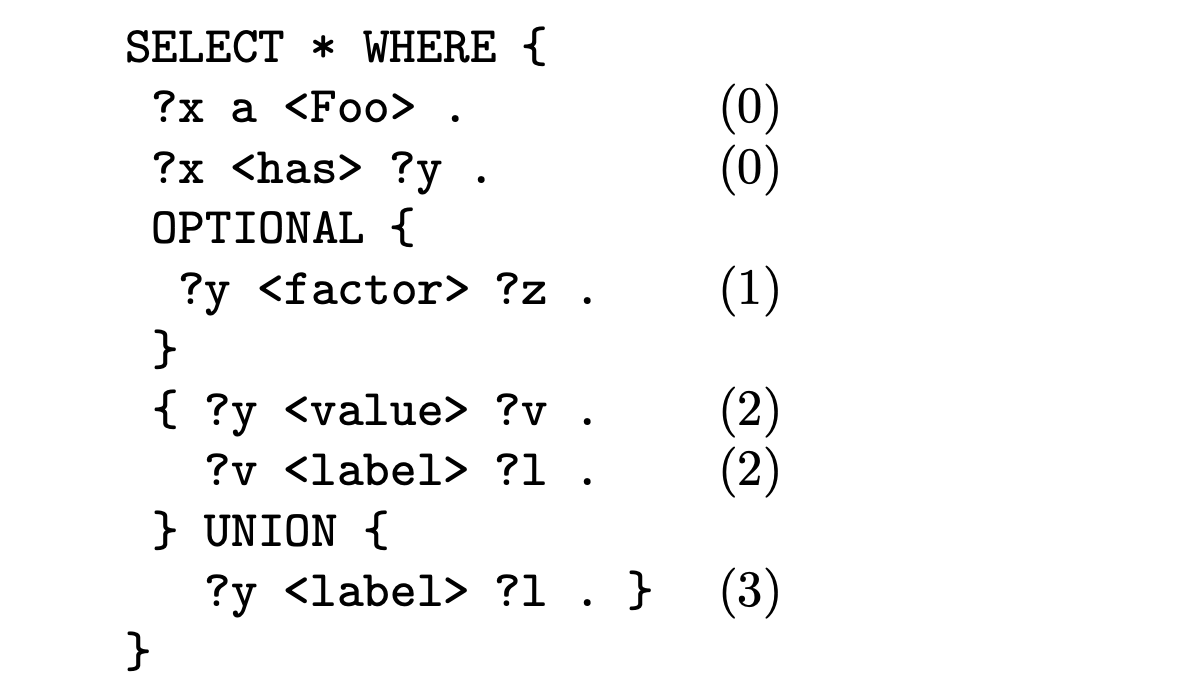 SELECT * WHERE {
?x a <Foo> . (0)
?x <has> ?y . (0)
OPTIONAL {
?y <factor> ?z . (1)
}
{ ?y <value> ?v . (2)
?v <label> ?l . (2)
} UNION {
?y <label> ?l . } (3)
}